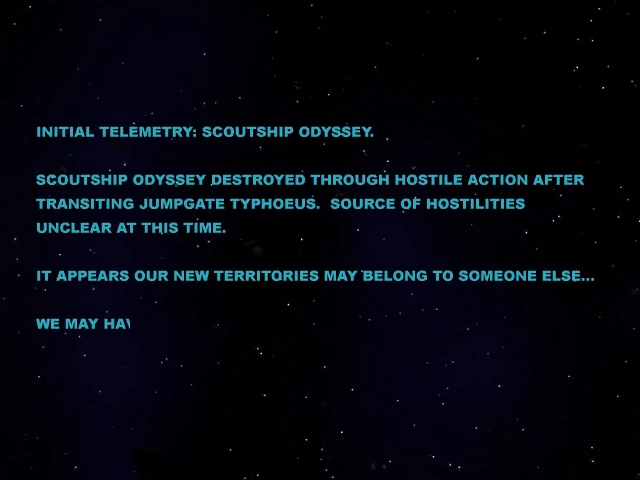 INITIAL TELEMETRY: SCOUTSHIP ODYSSEY.
SCOUTSHIP ODYSSEY DESTROYED THROUGH HOSTILE ACTION AFTER
TRANSITING JUMPGATE TYPHOEUS.  SOURCE OF HOSTILITIES
UNCLEAR AT THIS TIME.
IT APPEARS OUR NEW TERRITORIES MAY BELONG TO SOMEONE ELSE...
WE MAY